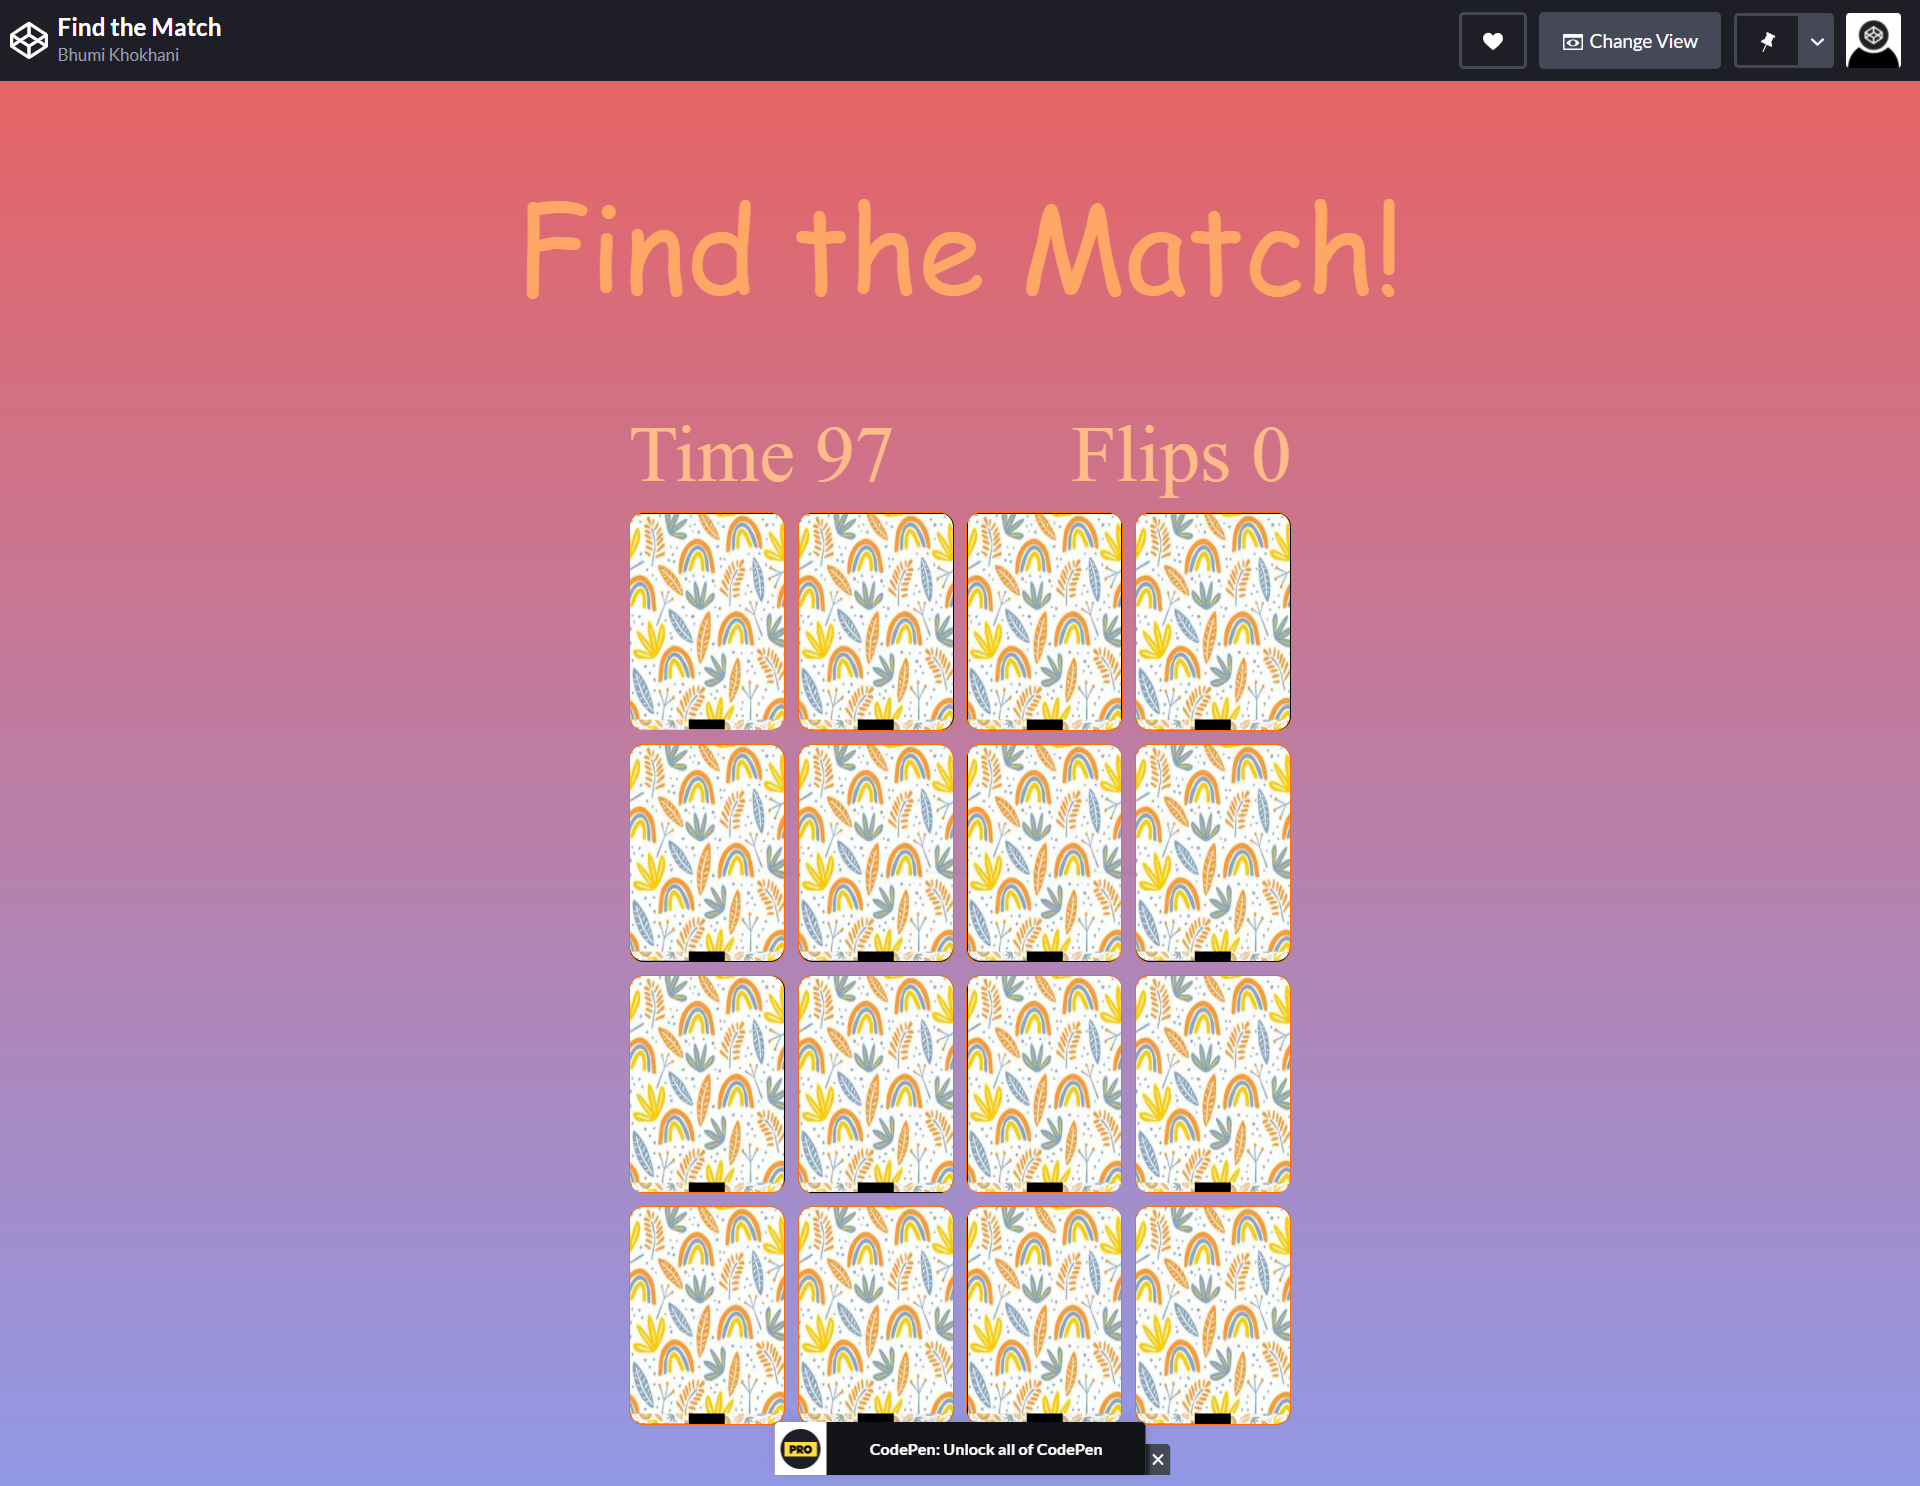 Find the Match
Bhumi Khokhani
Change View
Find the Match!
Time 97
Flips 0
PRO
CodePen: Unlock all of CodePen